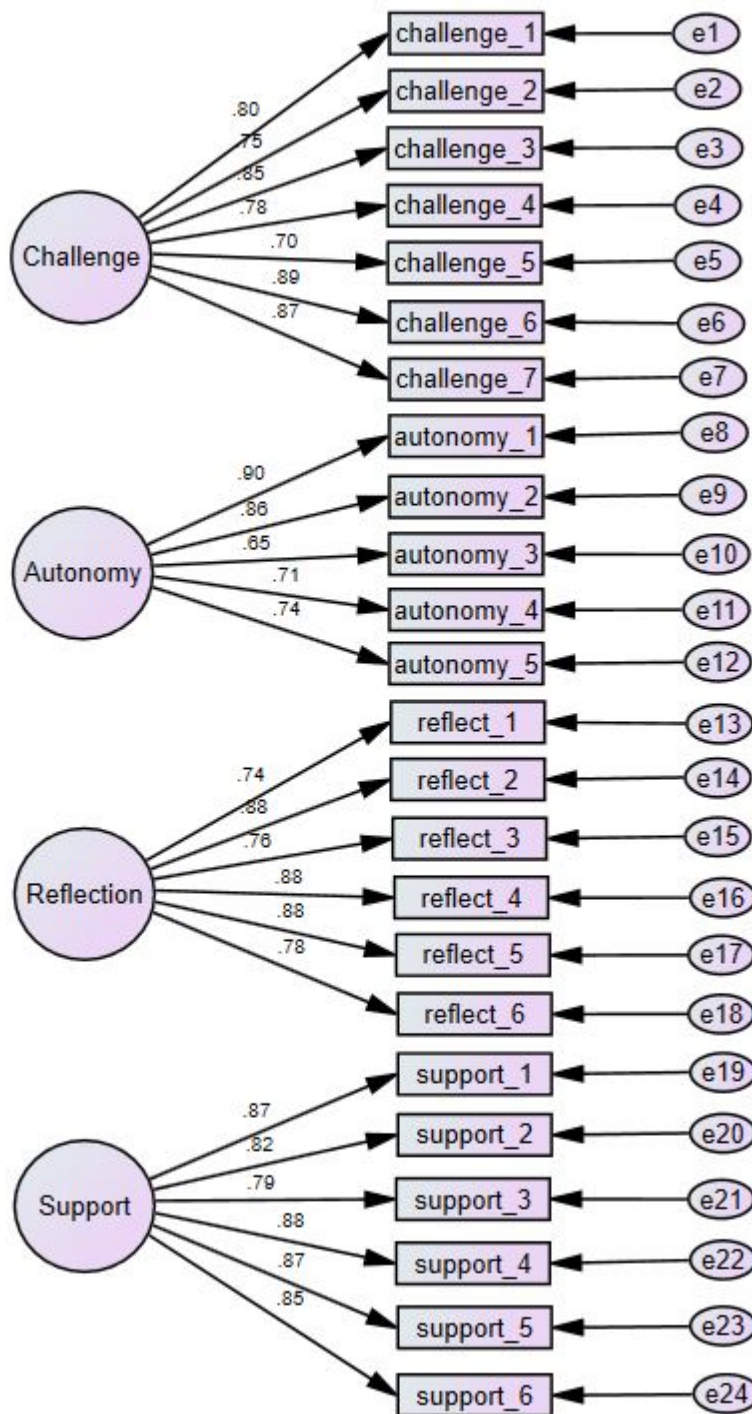 challenge_1 e1
.80
challenge_2 e2
.75
challenge_3 e3
.85
challenge_4 e4
.78
Challenge
.70
challenge_5 e5
.89
challenge_6 e6
.87
challenge_7 e7
autonomy_1 e8
.90
autonomy_2 e9
.86
.65
autonomy_3 e10
Autonomy
.71
autonomy_4 e11
.74
autonomy_5 e12
reflect_1 e13
.74
reflect_2 e14
.88
.76
reflect_3 e15
.88
Reflection
reflect_4 e16
.88
.78
reflect_5 e17
reflect_6 e18
support_1 e19
.87
support_2 e20
.82
.79
support_3 e21
Support
.88
support_4 e22
.87
.85
support_5 e23
support_6 e24